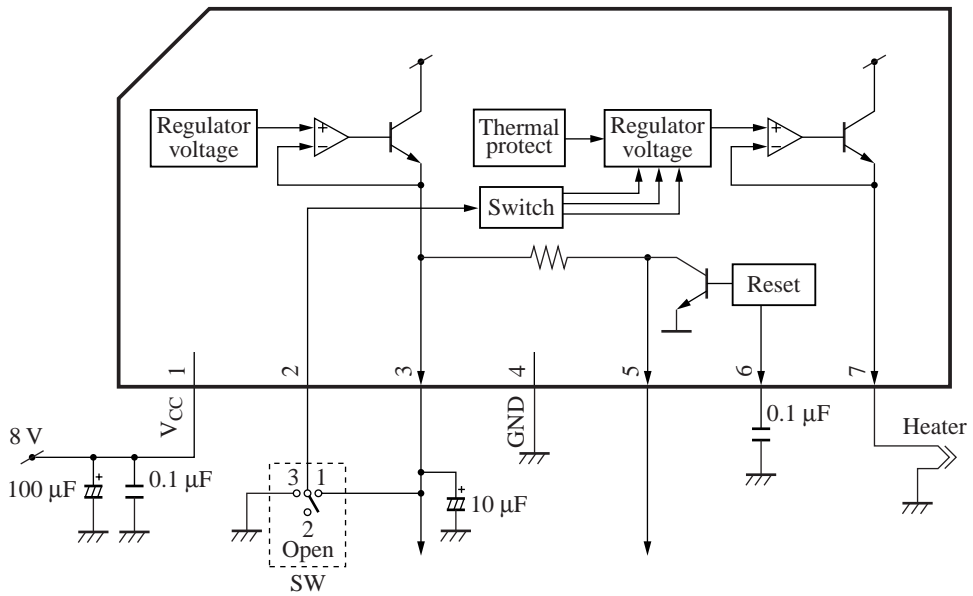 Regulator
voltage
+
−
Thermal
protect
Regulator
voltage
+
−
Switch
Reset
1
2
3
4
5
6
7
VCC
GND
8 V
100 µF
+
0.1 µF
3 1
2
Open
SW
+
10 µF
0.1 µF
Heater